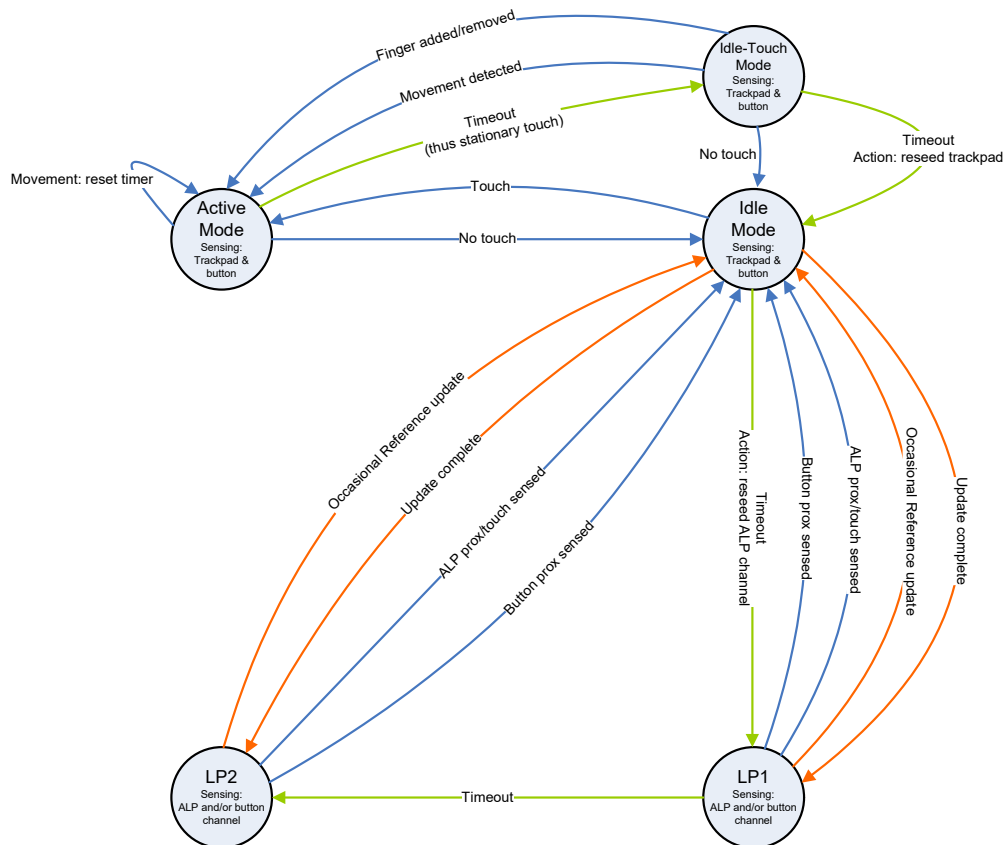 Finger added/removed
Idle-Touch
Mode
Sensing:
Trackpad &
button
Movement detected
Timeout
(thus stationary touch)
Timeout
Action: reseed trackpad
No touch
Movement: reset timer
Touch
Active
Mode
Sensing:
Trackpad &
button
Idle
Mode
Sensing:
Trackpad &
button
No touch
Occasional Reference update
Update complete
ALP prox/touch sensed
Button prox sensed
Timeout
Action: reseed ALP channel
Button prox sensed
ALP prox/touch sensed
Occasional Reference update
Update complete
LP2
Sensing:
ALP and/or button
channel
Timeout
LP1
Sensing:
ALP and/or button
channel